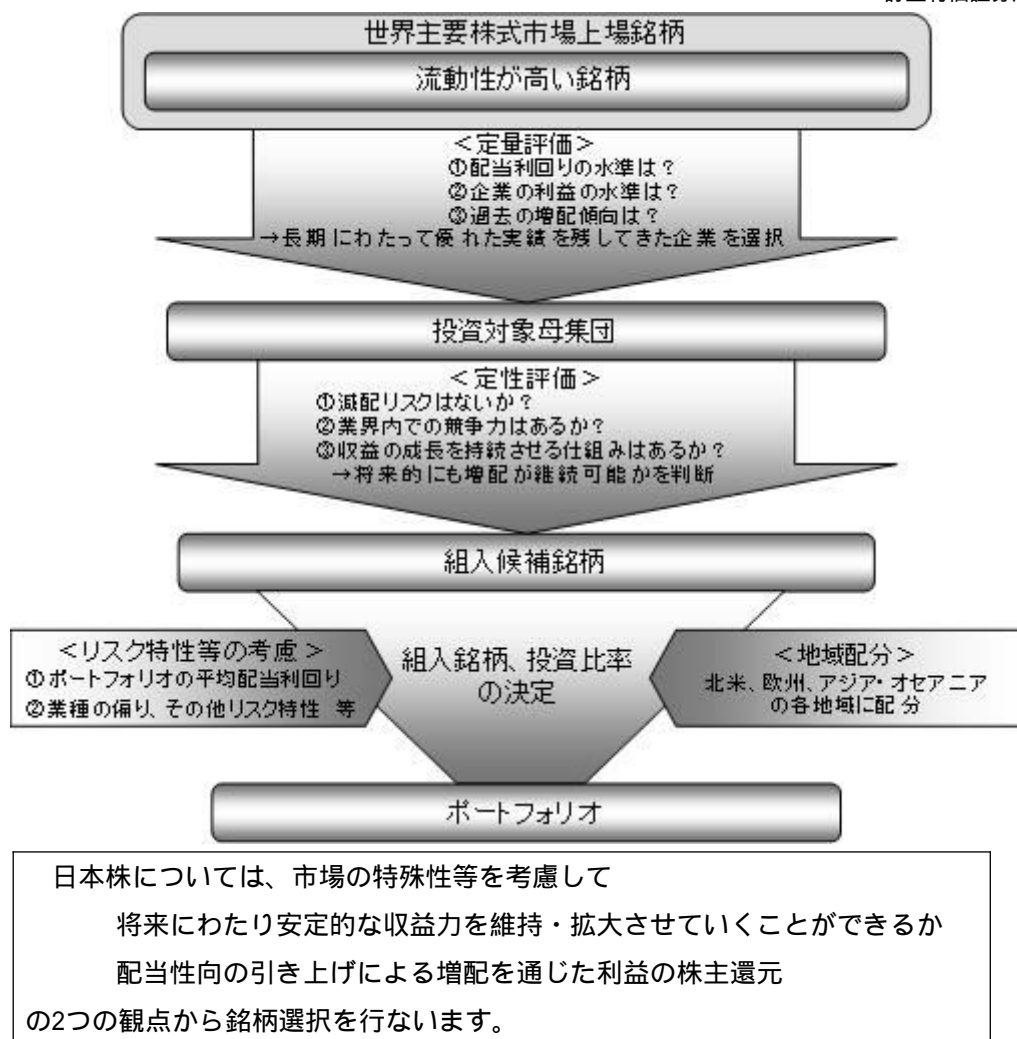 世界主要株式市場上場銘柄
流動性が高い銘柄
＜定量評価＞
①配当利回りの水準は？
②企業の利益の水準は？
③過去の増配傾向は？
→長期にわたって優れた実績を残してきた企業を選択
投資対象母集団
＜定性評価＞
①減配リスクはないか？
②業界内での競争力はあるか？
③収益の成長を持続させる仕組みはあるか？
→将来的にも増配が継続可能かを判断
組入候補銘柄
＜リスク特性等の考慮＞
①ポートフォリオの平均配当利回り
②業種の偏り、その他リスク特性 等
組入銘柄、投資比率
の決定
＜地域配分＞
北米、欧州、アジア・オセアニア
の各地域に配分
ポートフォリオ
日本株については、市場の特殊性等を考慮して
将来にわたり安定的な収益力を維持・拡大させていくことができるか
配当性向の引き上げによる増配を通じた利益の株主還元
の2つの観点から銘柄選択を行ないます。